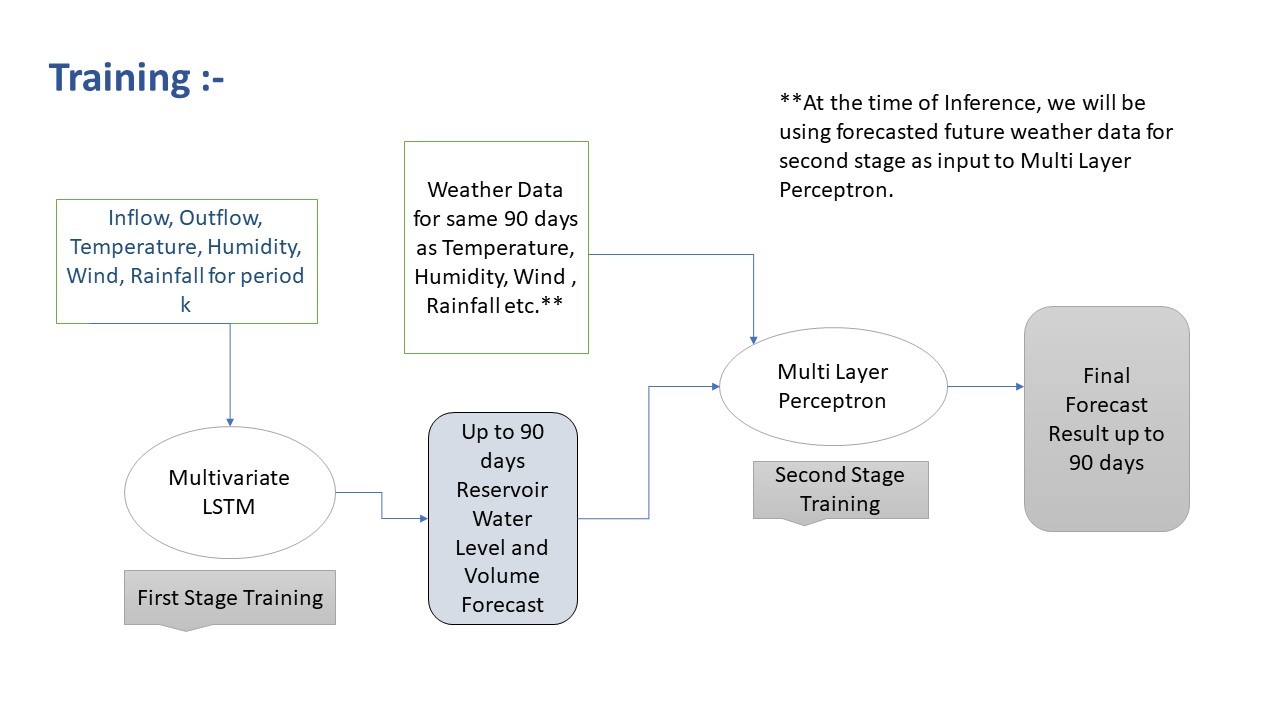 Training :-
**At the time of Inference, we will be
using forecasted future weather data for
second stage as input to Multi Layer
Perceptron.
Weather Data
for same 90 days
as Temperature,
Humidity, Wind ,
Rainfall etc.**
Inflow, Outflow,
Temperature, Humidity,
Wind, Rainfall for period
k
Multi Layer
Perceptron
Final
Forecast
Result up to
90 days
Up to 90
days
Reservoir
Water
Level and
Volume
Forecast
Multivariate
LSTM
Second Stage
Training
First Stage Training